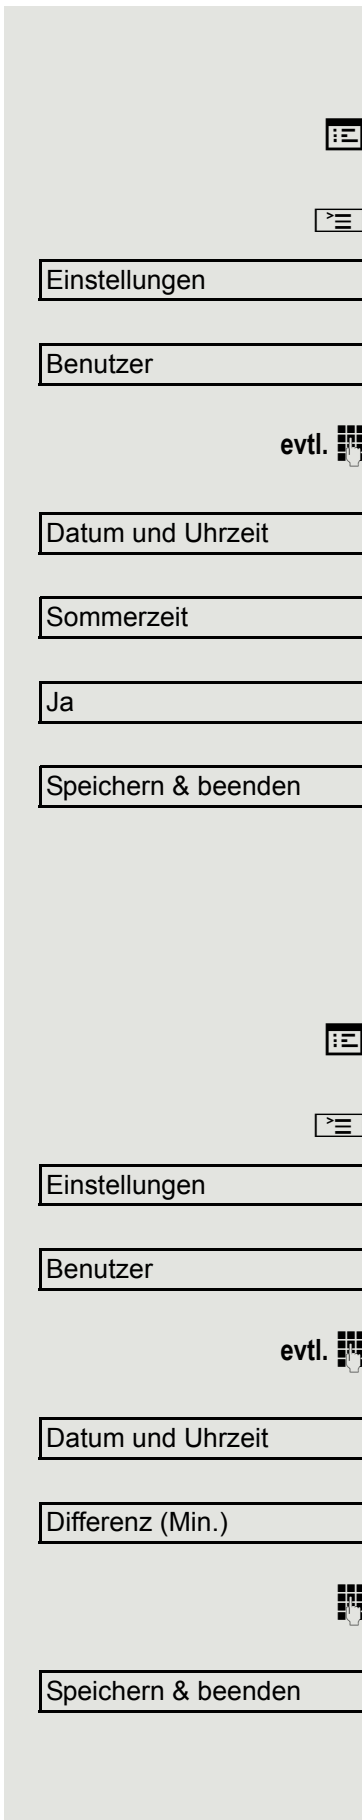 Einstellungen
Benutzer
evtl.
Datum und Uhrzeit
Sommerzeit
Ja
Speichern & beenden
Einstellungen
Benutzer
evtl.
Datum und Uhrzeit
Differenz (Min.)
Speichern & beenden